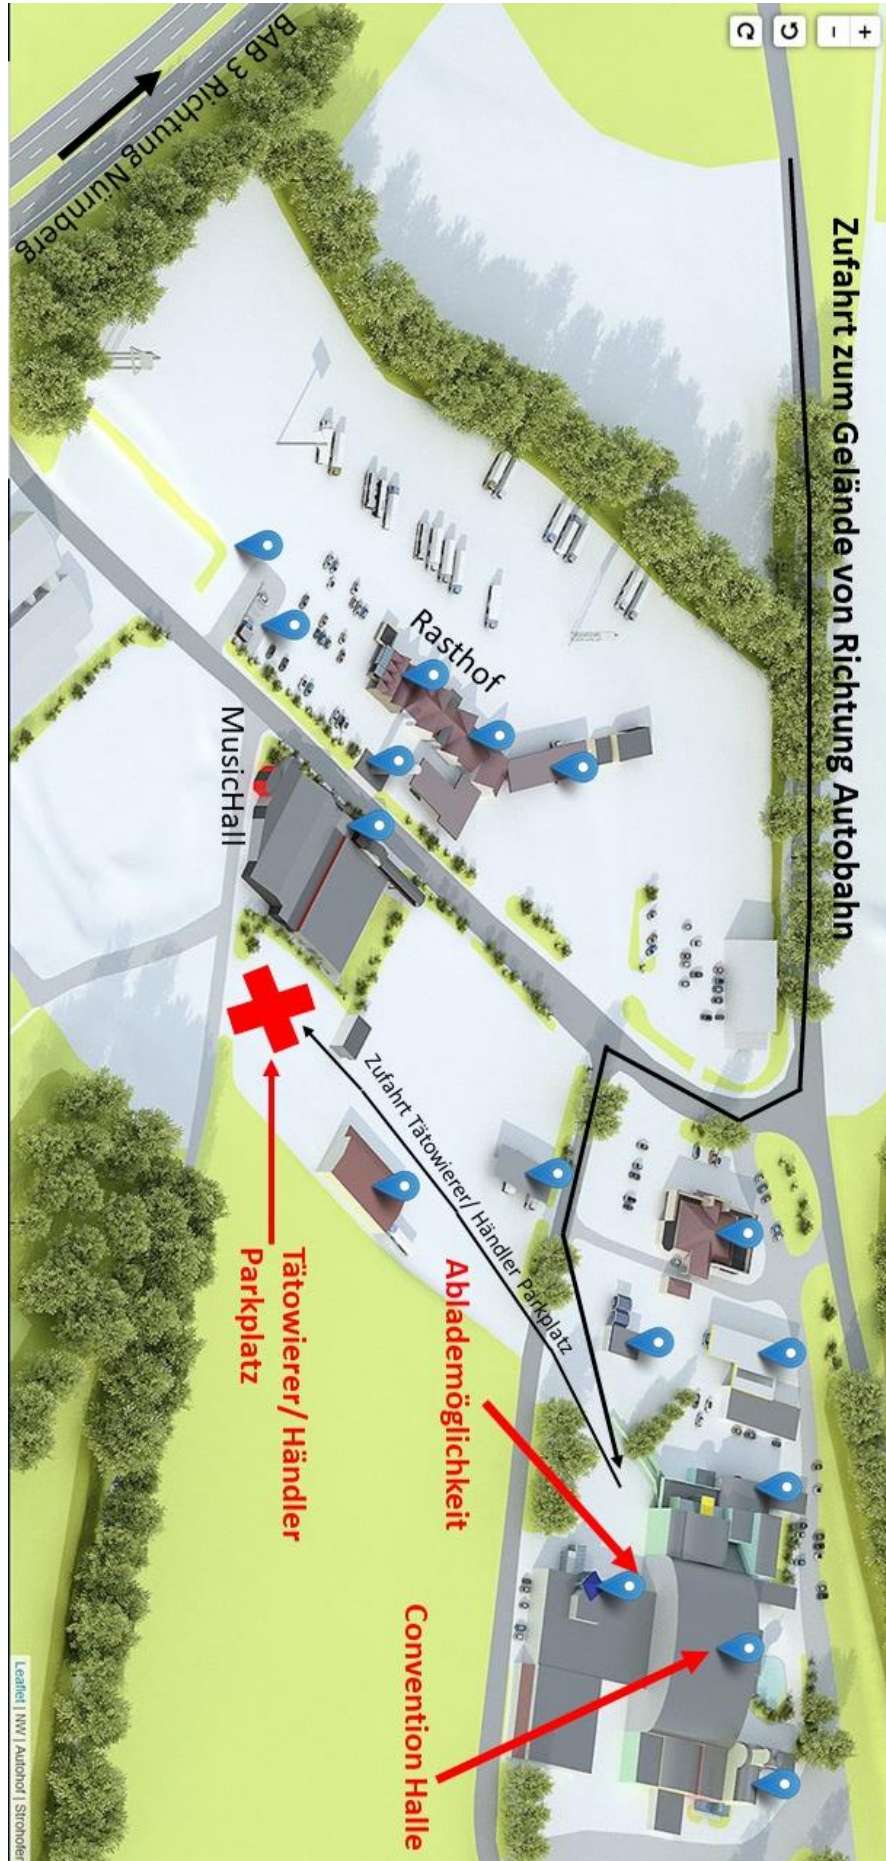 Zufahrt zum Gelände von Richtung Autobahn
BAB 3 Richtung Nürnberg
Rasthof
MusicHall
Zufahrt Tätowierer/ Händler Parkplatz
Tätowierer/ Händler
Parkplatz
Ablademöglichkeit
Convention Halle
+
−
Leaflet | NW | Autohof | Strohofer